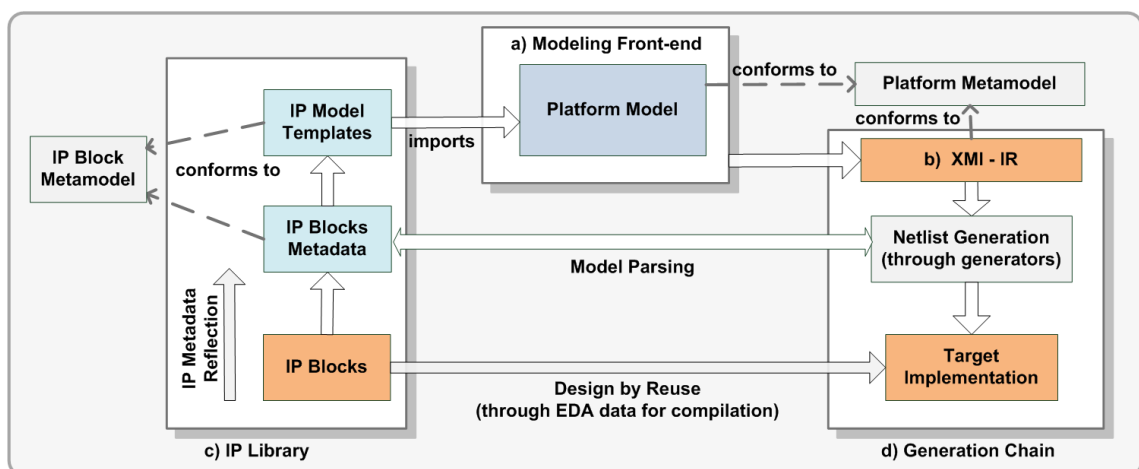 a) Modeling Front-end
Platform Model
conforms to
Platform Metamodel
conforms to
IP Model
Templates
imports
IP Block
Metamodel
conforms to
b) XMI - IR
IP Blocks
Metadata
Model Parsing
Netlist Generation
(through generators)
IP Metadata
Reflection
IP Blocks
Design by Reuse
(through EDA data for compilation)
Target
Implementation
c) IP Library
d) Generation Chain